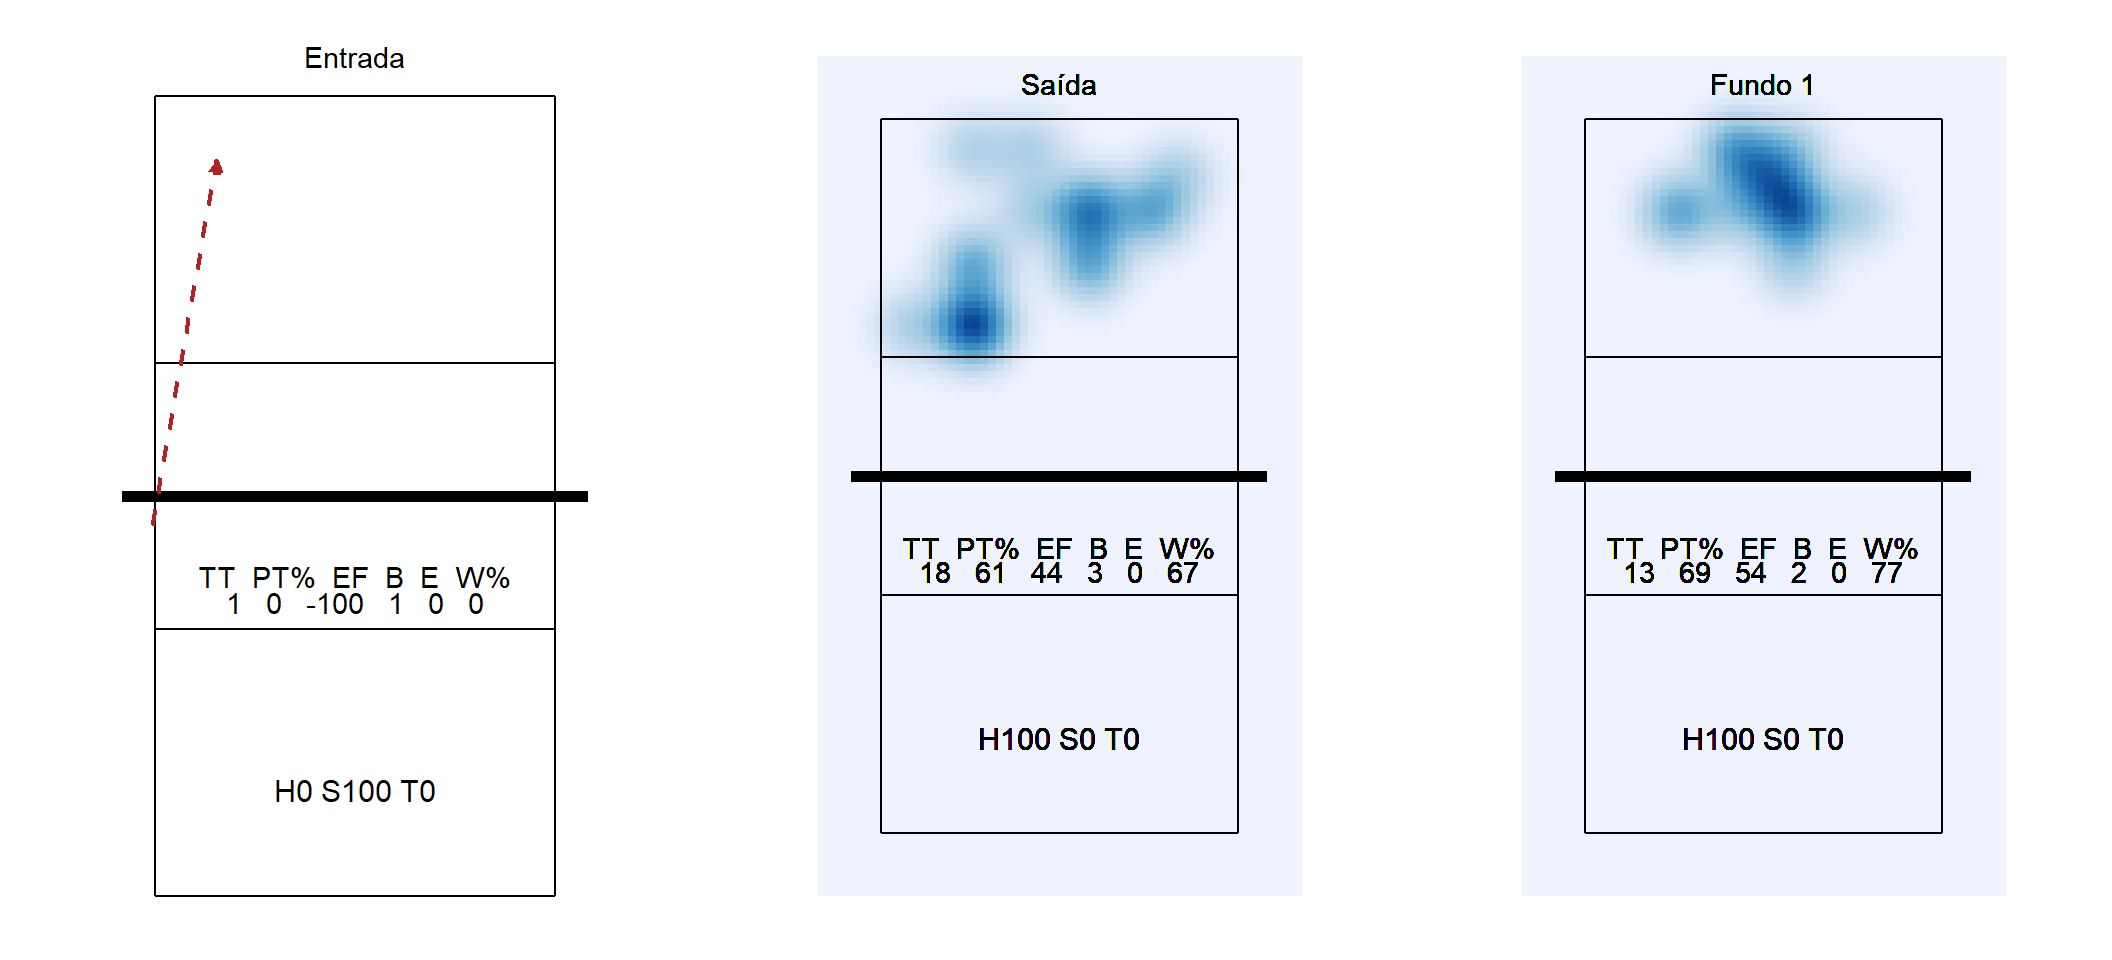 Entrada
TT PT% EF B E W%
1 0 -100 1 0 0
H0 S100 T0
Saída
TT PT% EF B E W%
18 61 44 3 0 67
H100 S0 T0
Fundo 1
TT PT% EF B E W%
13 69 54 2 0 77
H100 S0 T0